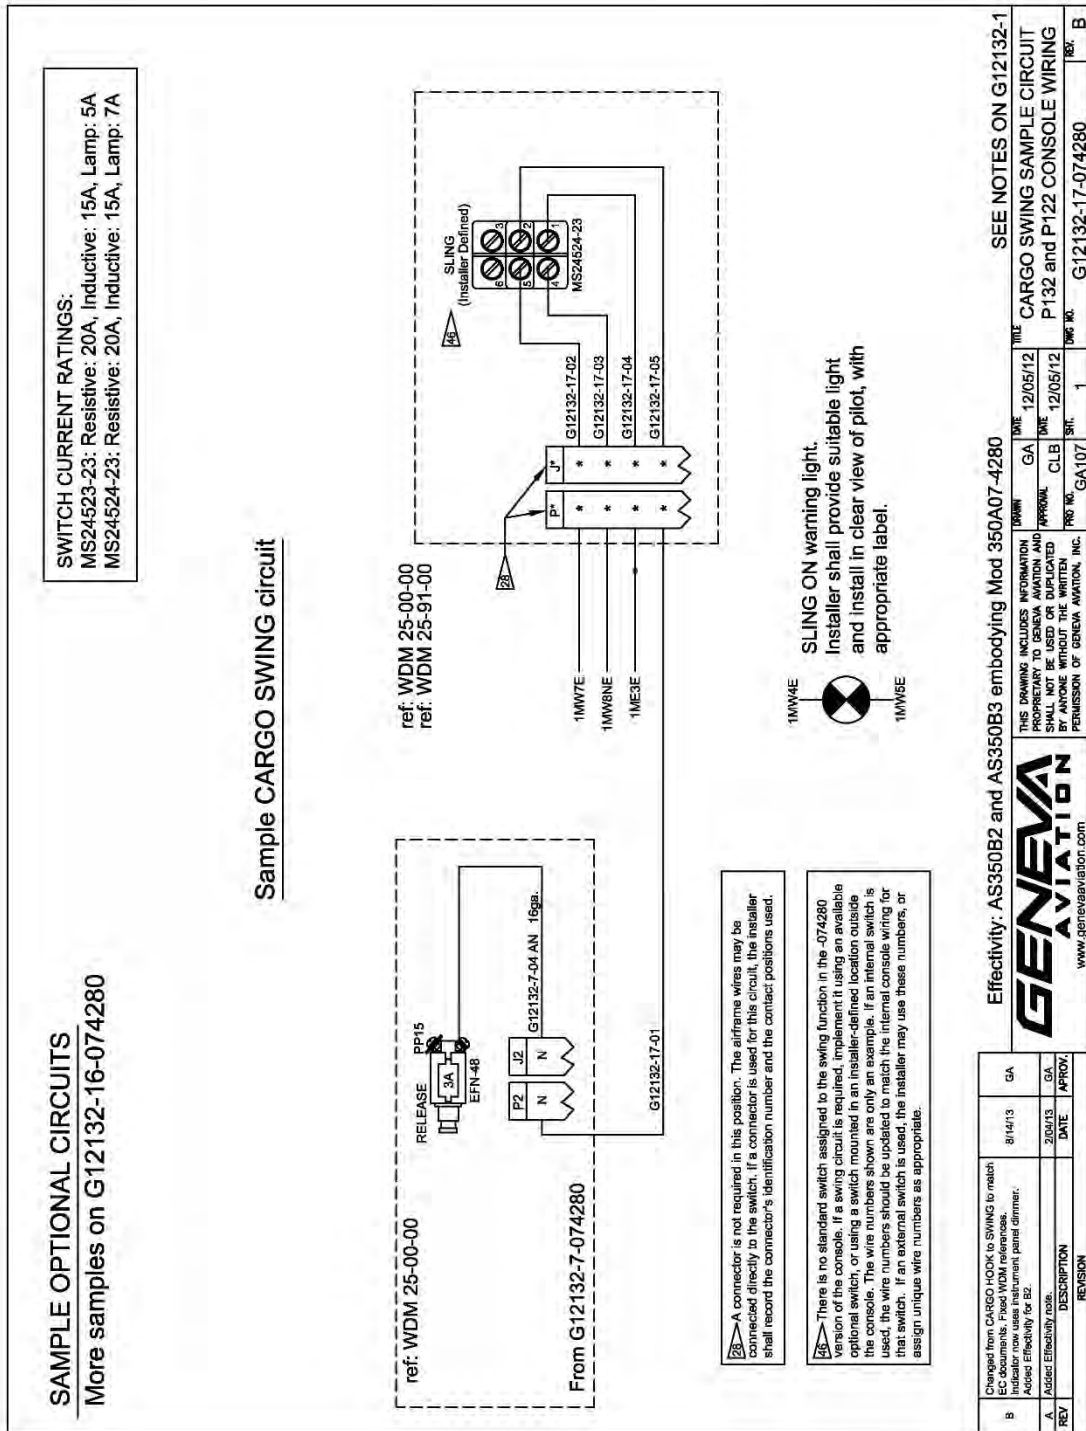 SAMPLE OPTIONAL CIRCUITS
More samples on G12132-16-074280
SWITCH CURRENT RATINGS:
MS24523-23: Resistive: 20A, Inductive: 15A, Lamp: 5A
MS24524-23: Resistive: 20A, Inductive: 15A, Lamp: 7A
Sample CARGO SWING circuit
ref: WDM 25-00-00
RELEASE
PP15
3A
EFN-48
P2
J2
N
N
G12132-7-04 AN 16ga.
From G12132-7-074280
G12132-17-01
ref: WDM 25-00-00
ref: WDM 25-91-00
28
1MW7E
1MW8NE
1ME3E
P*
J*
*
*
*
*
*
*
*
*
G12132-17-02
G12132-17-03
G12132-17-04
G12132-17-05
46
SLING
(Installer Defined)
6
3
5
2
4
1
MS24524-23
1MW4E
1MW5E
SLING ON warning light.
Installer shall provide suitable light
and install in clear view of pilot, with
appropriate label.
28 A connector is not required in this position. The airframe wires may be
connected directly to the switch. If a connector is used for this circuit, the installer
shall record the connector's identification number and the contact positions used.
46 There is no standard switch assigned to the swing function in the -074280
version of the console. If a swing circuit is required, implement it using an available
optional switch, or using a switch mounted in an installer-defined location outside
the console. The wire numbers shown are only an example. If an internal switch is
used, the wire numbers should be updated to match the internal console wiring for
that switch. If an external switch is used, the installer may use these numbers, or
assign unique wire numbers as appropriate.
Effectivity: AS350B2 and AS350B3 embodying Mod 350A07-4280
SEE NOTES ON G12132-1
B
Changed from CARGO HOOK to SWING to match
EC documents. Fixed WDM references.
Indicator now uses instrument panel dimmer.
Added Effectivity for B2.
8/14/13
GA
A
Added Effectivity note.
2/04/13
GA
REV
DESCRIPTION
DATE
APROV.
REVISION
GENEVA
AVIATION
www.genevaaviation.com
THIS DRAWING INCLUDES INFORMATION
PROPRIETARY TO GENEVA AVIATION AND
SHALL NOT BE USED OR DUPLICATED
BY ANYONE WITHOUT THE WRITTEN
PERMISSION OF GENEVA AVIATION, INC.
DRAWN
GA
DATE
12/05/12
APPROVAL
CLB
DATE
12/05/12
PRO NO.
GA107
SHT.
1
TITLE
CARGO SWING SAMPLE CIRCUIT
P132 and P122 CONSOLE WIRING
DWG NO.
G12132-17-074280
REV.
B